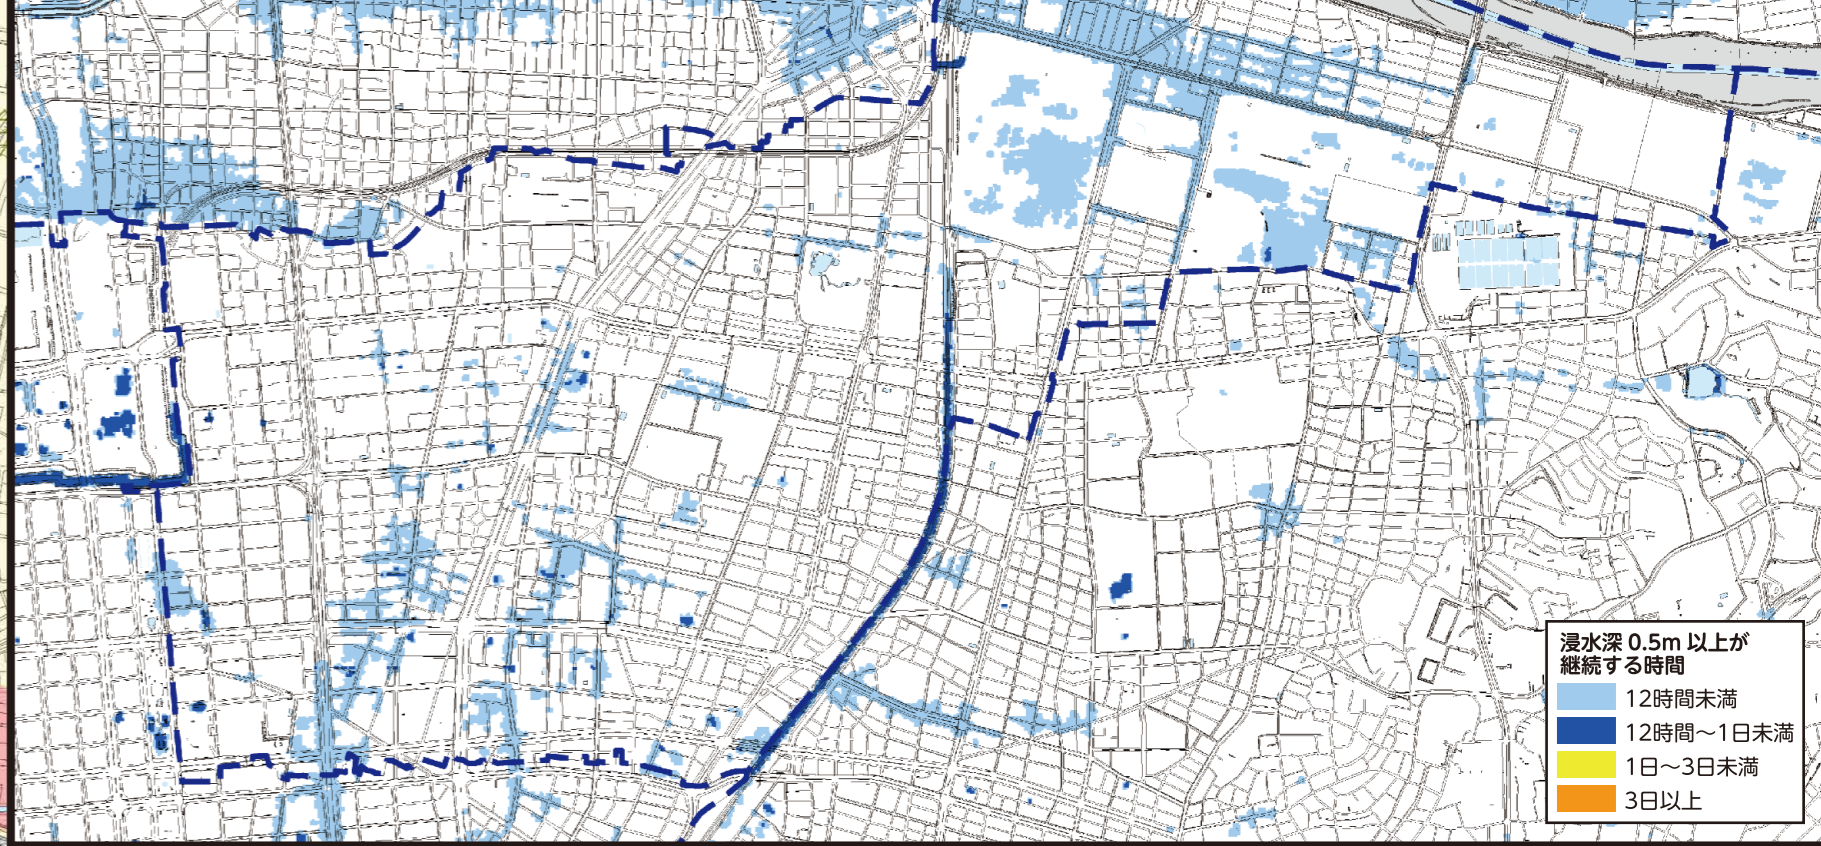 浸水深 0.5m 以上が
継続する時間
12時間未満
12時間～1日未満
1日～3日未満
3日以上